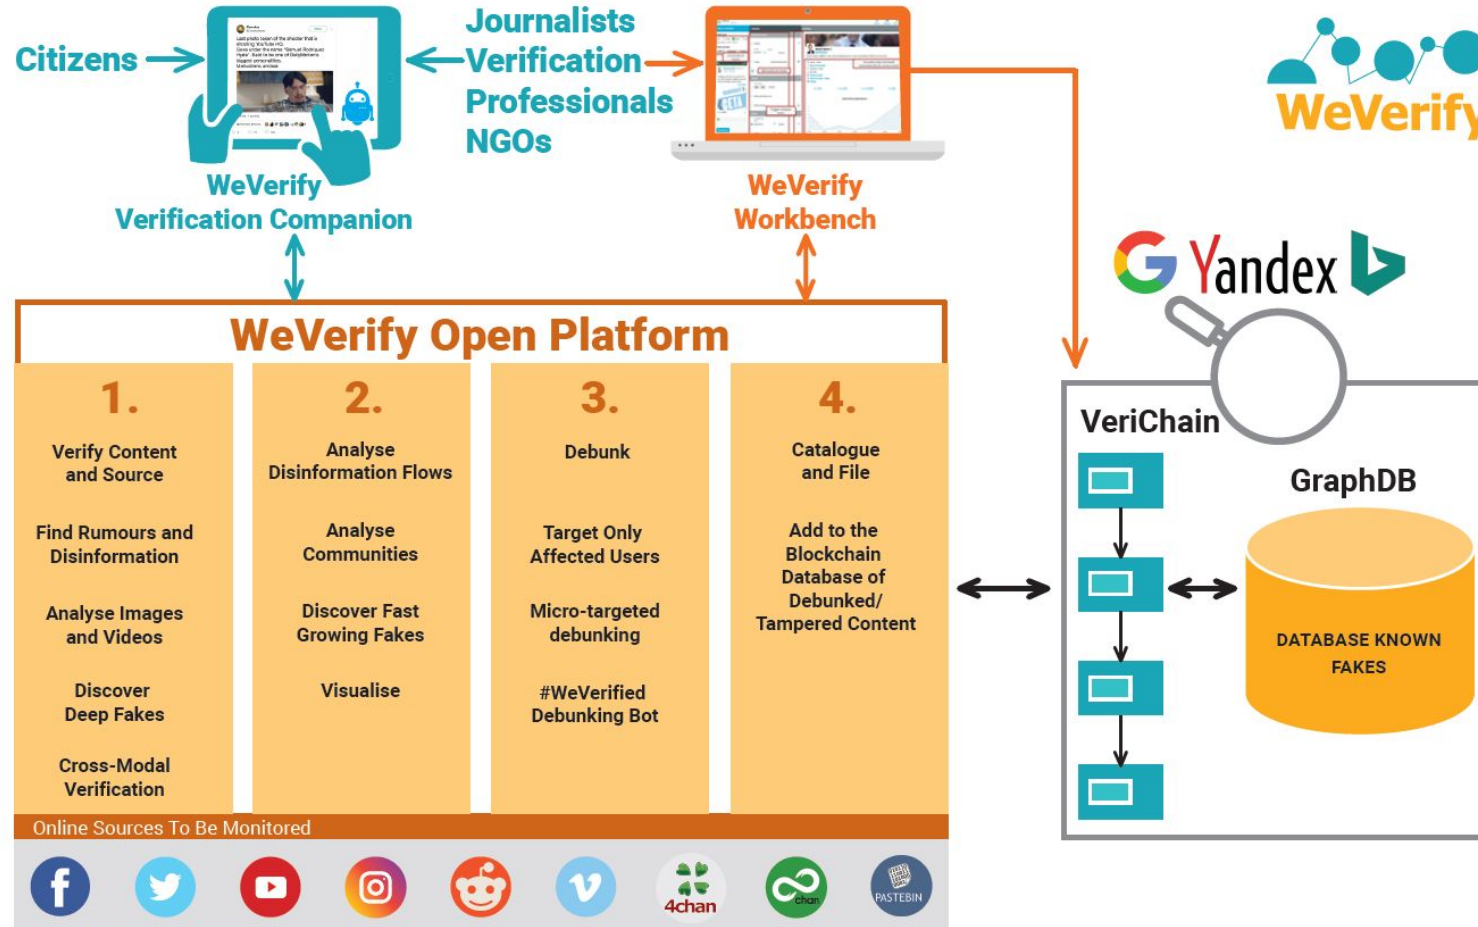 Citizens
Journalists
Verification
Professionals
NGOs
WeVerify
Verification Companion
WeVerify
Workbench
WeVerify
Google
Yandex
WeVerify Open Platform
1.
Verify Content
and Source
Find Rumours and
Disinformation
Analyse Images
and Videos
Discover
Deep Fakes
Cross-Modal
Verification
2.
Analyse
Disinformation Flows
Analyse
Communities
Discover Fast
Growing Fakes
Visualise
3.
Debunk
Target Only
Affected Users
Micro-targeted
debunking
#WeVerified
Debunking Bot
4.
Catalogue
and File
Add to the
Blockchain
Database of
Debunked/
Tampered Content
VeriChain
GraphDB
DATABASE KNOWN
FAKES
Online Sources To Be Monitored
4chan
chan
PASTEBIN